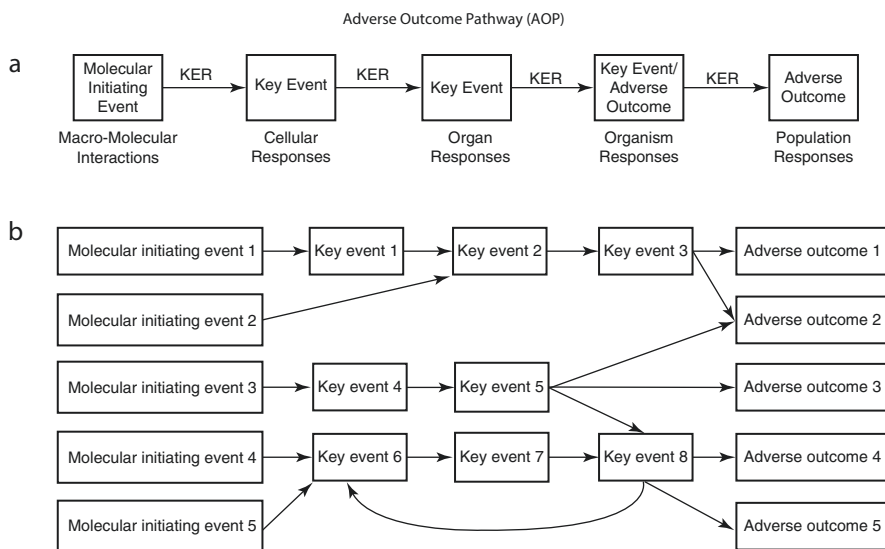 Adverse Outcome Pathway (AOP)
a
Molecular
Initiating
Event
KER
Key Event
KER
Key Event
KER
Key Event/
Adverse
Outcome
KER
Adverse
Outcome
Macro-Molecular
Interactions
Cellular
Responses
Organ
Responses
Organism
Responses
Population
Responses
b
Molecular initiating event 1
Key event 1
Key event 2
Key event 3
Adverse outcome 1
Molecular initiating event 2
Adverse outcome 2
Molecular initiating event 3
Key event 4
Key event 5
Adverse outcome 3
Molecular initiating event 4
Key event 6
Key event 7
Key event 8
Adverse outcome 4
Molecular initiating event 5
Adverse outcome 5